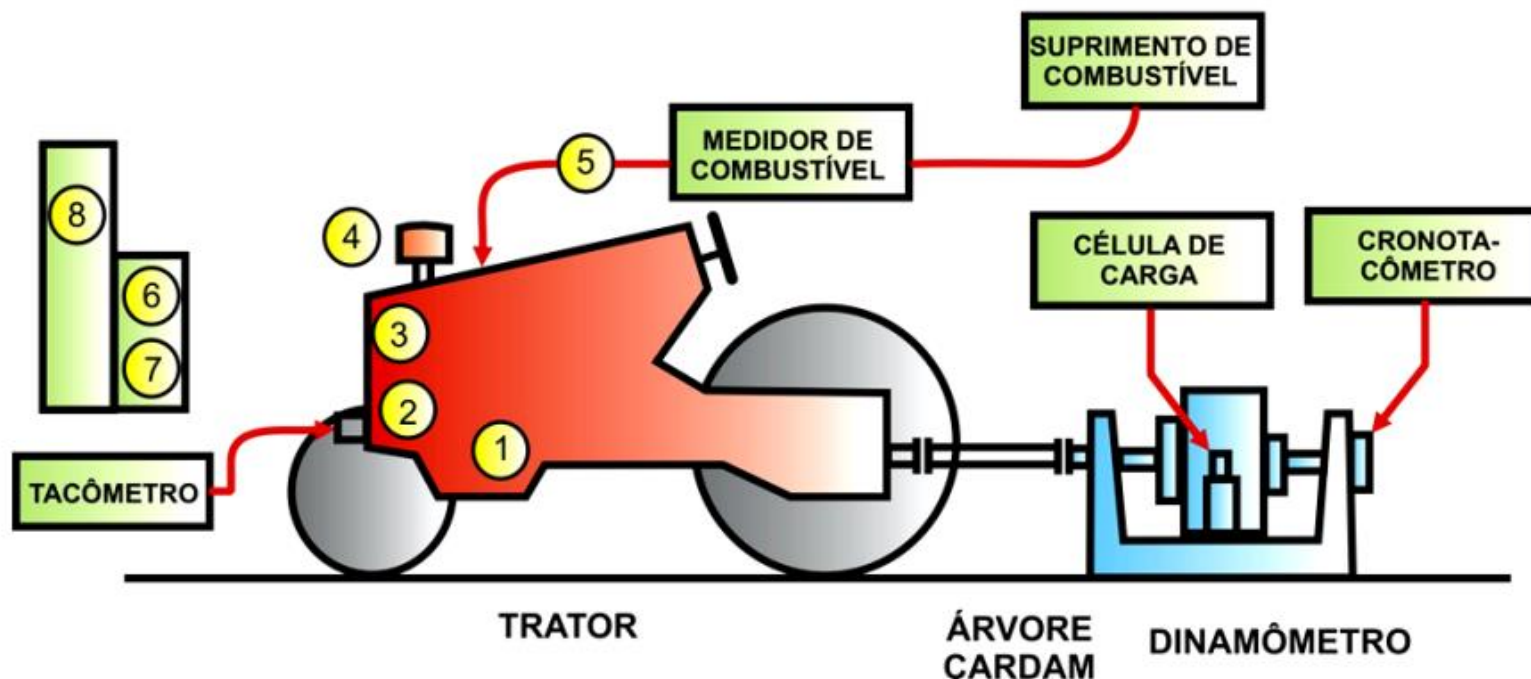 SUPRIMENTO DE
COMBUSTÍVEL
MEDIDOR DE
COMBUSTÍVEL
5
8
4
6
7
3
2
1
CÉLULA DE
CARGA
CRONOTA-
CÔMETRO
TACÔMETRO
TRATOR
ÁRVORE
CARDAM
DINAMÔMETRO